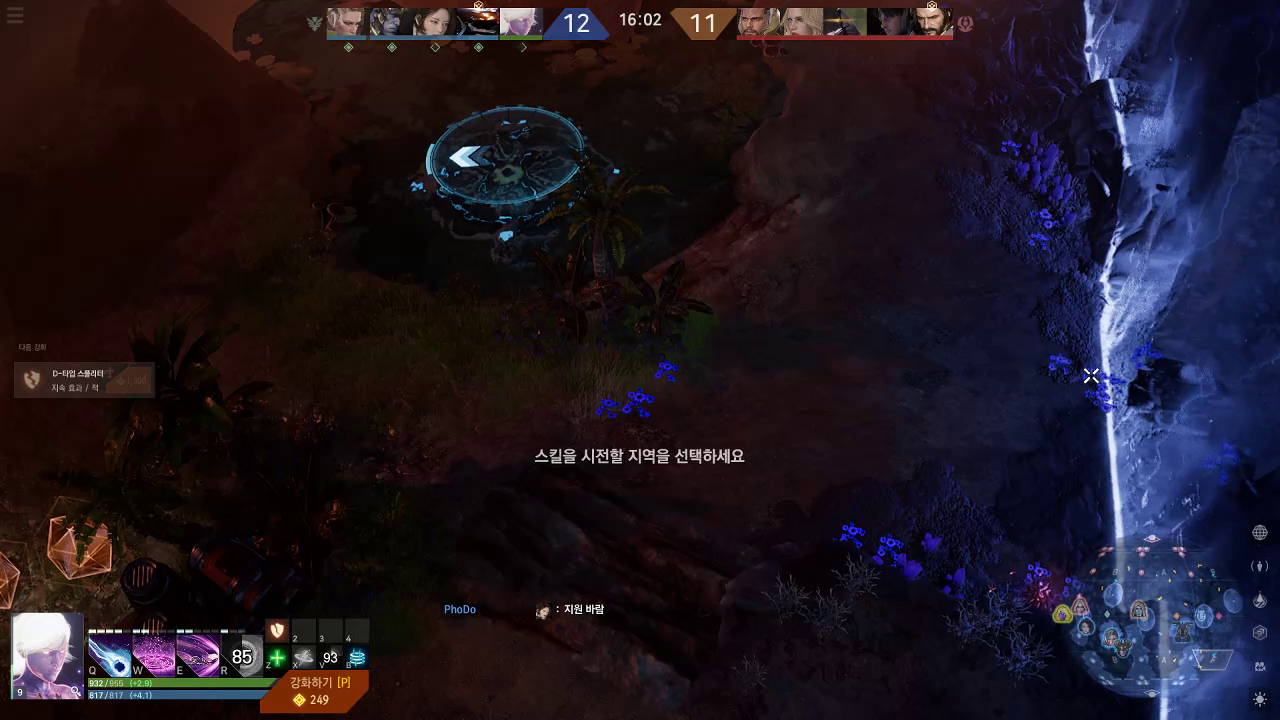 12
16:02
11
다음 강화
D-타입 스플리터
지속 효과 / 적
1,300
스킬을 시전할 지역을 선택하세요
PhoDo : 지원 바람
2 3 4
Q W E R 85 Z X V 93 B
9
932/955 (+2.9)
817/817 (+4.1)
강화하기 [P]
249